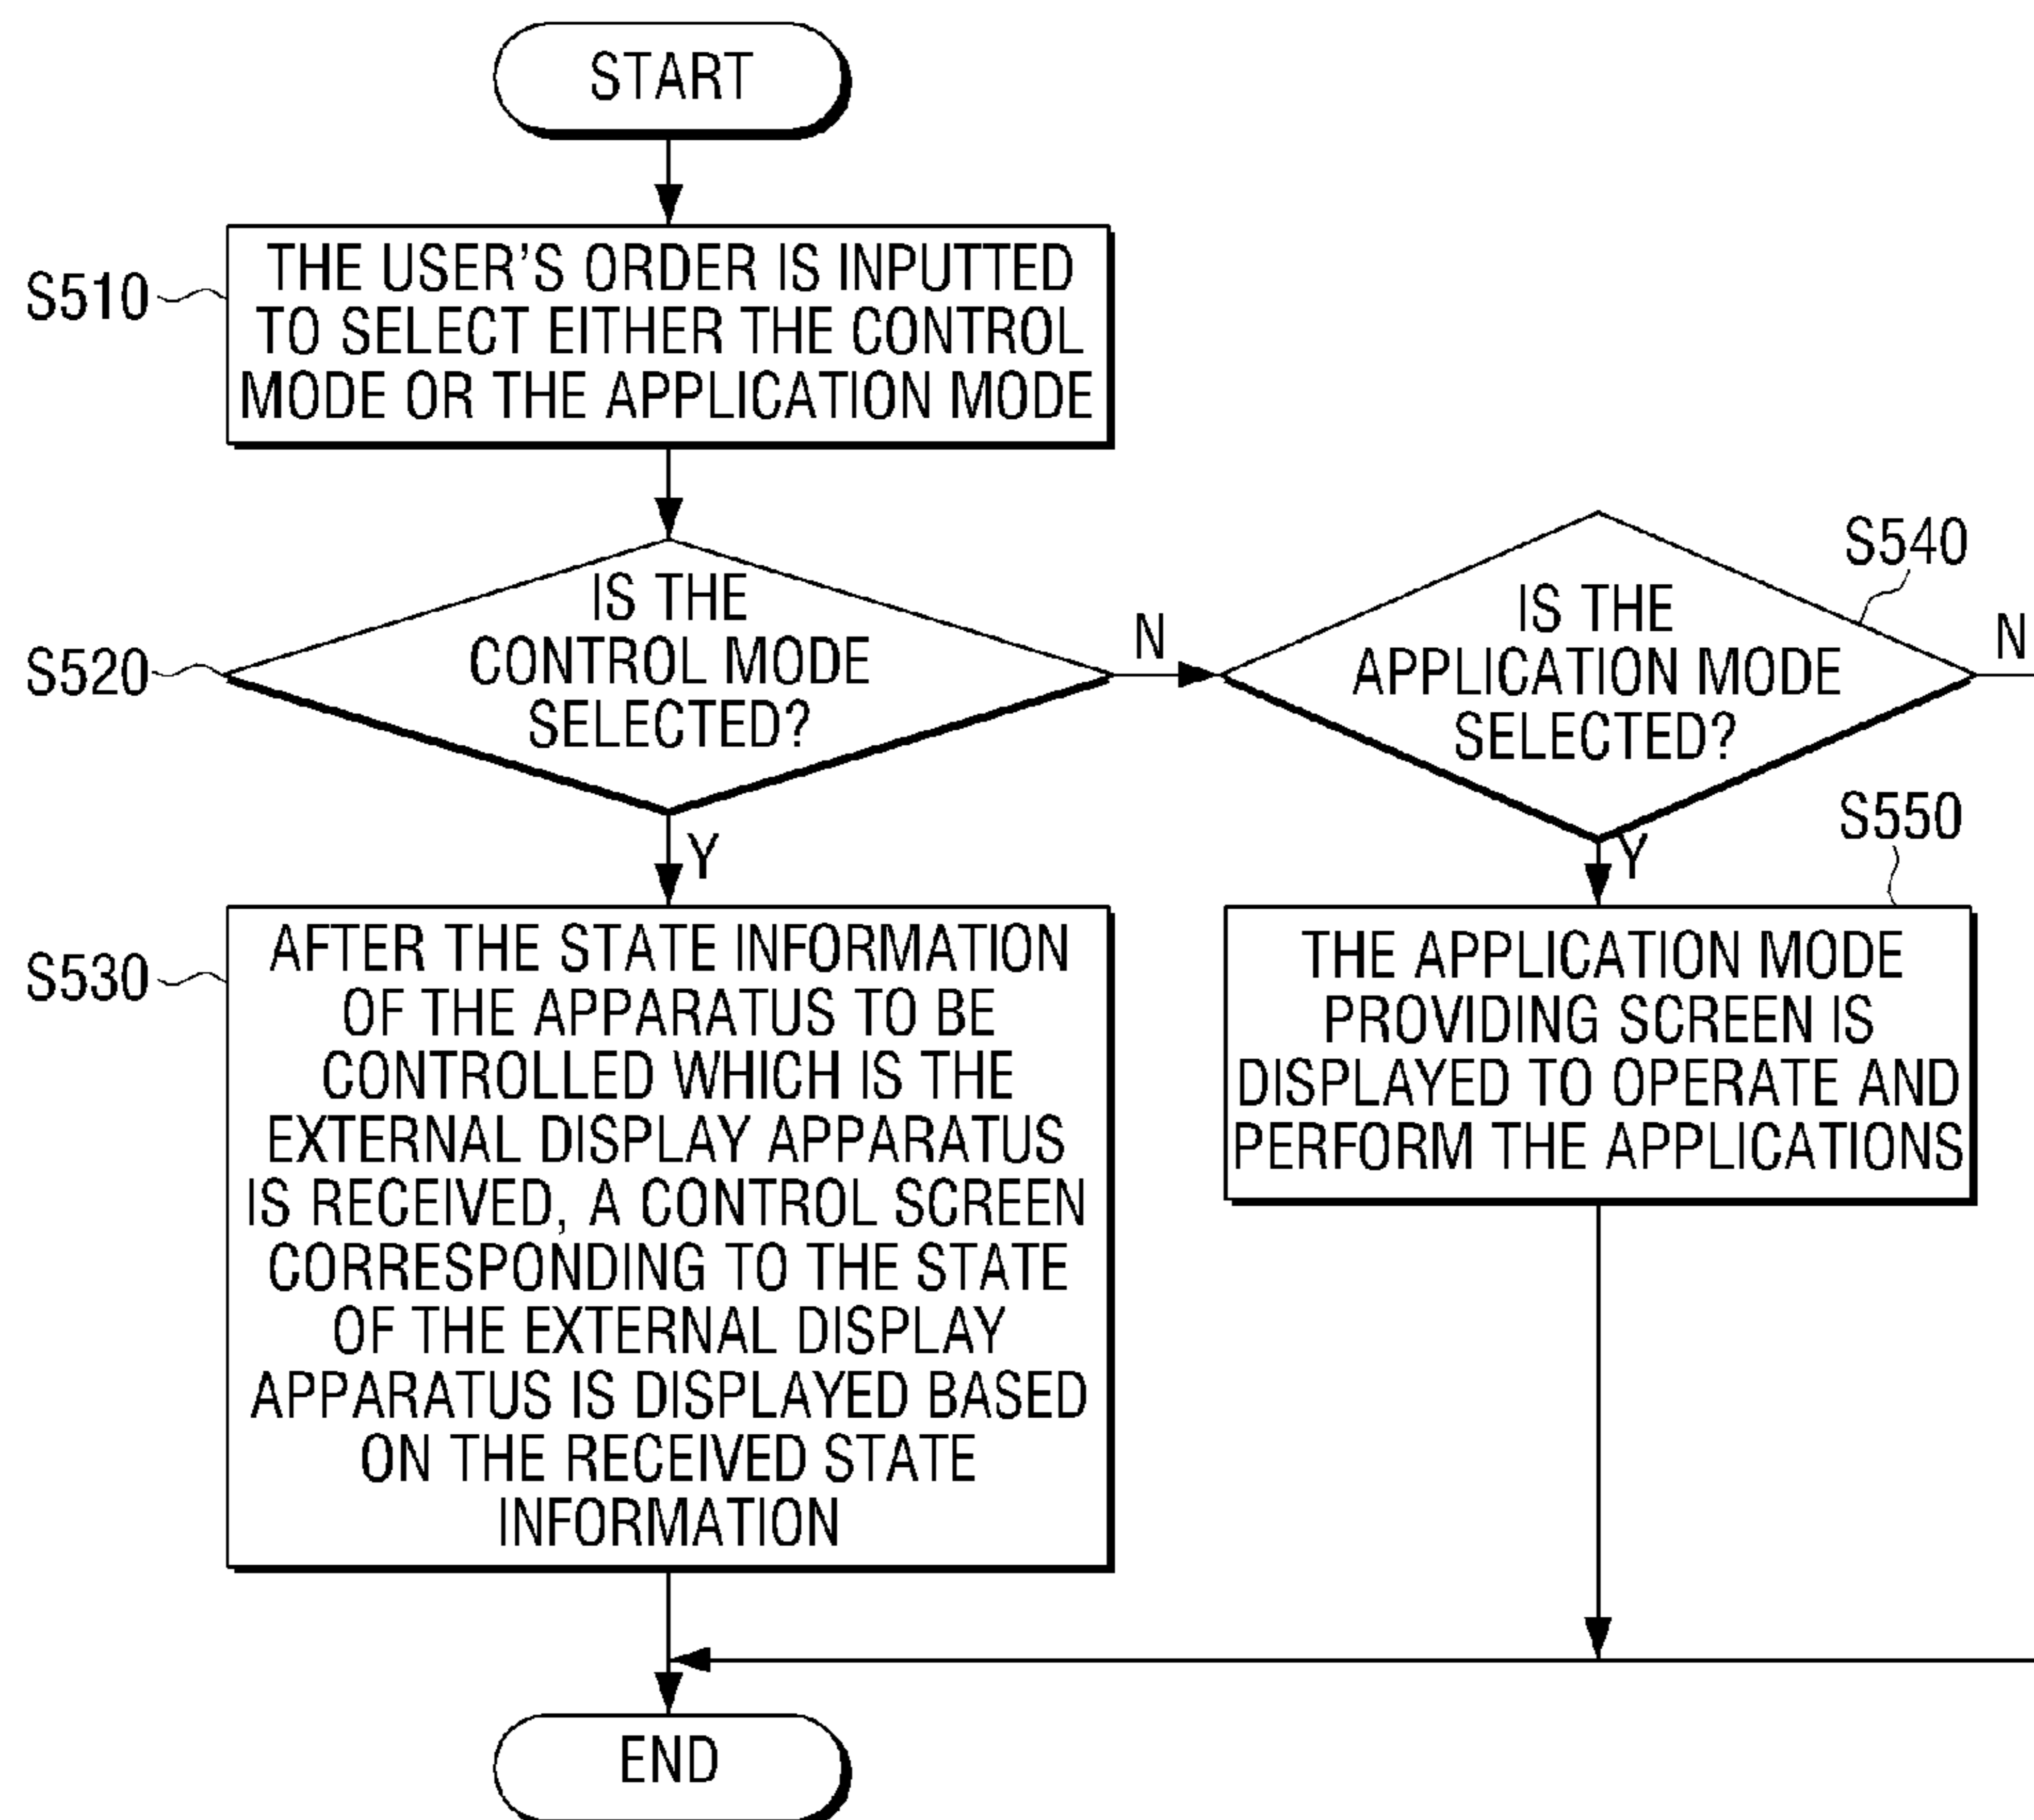 START
S510
THE USER'S ORDER IS INPUTTED
TO SELECT EITHER THE CONTROL
MODE OR THE APPLICATION MODE
S520
IS THE
CONTROL MODE
SELECTED?
N
Y
S540
IS THE
APPLICATION MODE
SELECTED?
N
Y
S530
AFTER THE STATE INFORMATION
OF THE APPARATUS TO BE
CONTROLLED WHICH IS THE
EXTERNAL DISPLAY APPARATUS
IS RECEIVED, A CONTROL SCREEN
CORRESPONDING TO THE STATE
OF THE EXTERNAL DISPLAY
APPARATUS IS DISPLAYED BASED
ON THE RECEIVED STATE
INFORMATION
S550
THE APPLICATION MODE
PROVIDING SCREEN IS
DISPLAYED TO OPERATE AND
PERFORM THE APPLICATIONS
END